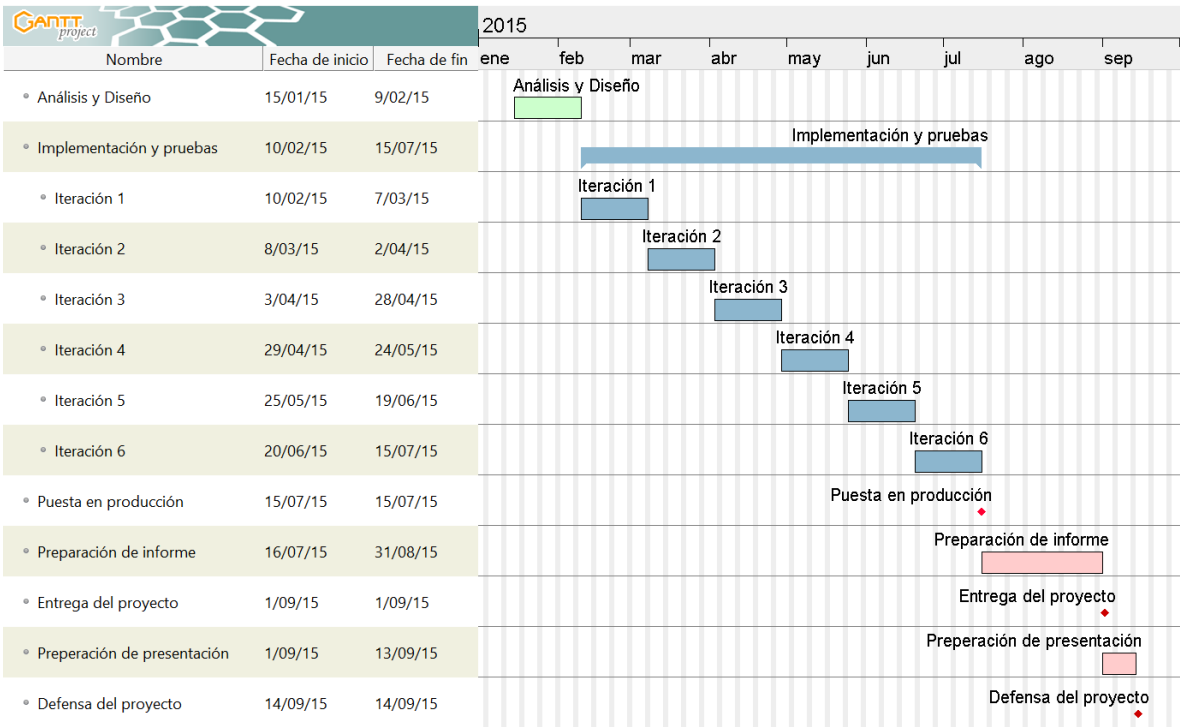 GANTT
project
2015
Nombre Fecha de inicio Fecha de fin
ene feb mar abr may jun jul ago sep
Análisis y Diseño 15/01/15 9/02/15
Análisis y Diseño
Implementación y pruebas 10/02/15 15/07/15
Implementación y pruebas
Iteración 1 10/02/15 7/03/15
Iteración 1
Iteración 2 8/03/15 2/04/15
Iteración 2
Iteración 3 3/04/15 28/04/15
Iteración 3
Iteración 4 29/04/15 24/05/15
Iteración 4
Iteración 5 25/05/15 19/06/15
Iteración 5
Iteración 6 20/06/15 15/07/15
Iteración 6
Puesta en producción 15/07/15 15/07/15
Puesta en producción
Preparación de informe 16/07/15 31/08/15
Preparación de informe
Entrega del proyecto 1/09/15 1/09/15
Entrega del proyecto
Preperación de presentación 1/09/15 13/09/15
Preperación de presentación
Defensa del proyecto 14/09/15 14/09/15
Defensa del proyecto